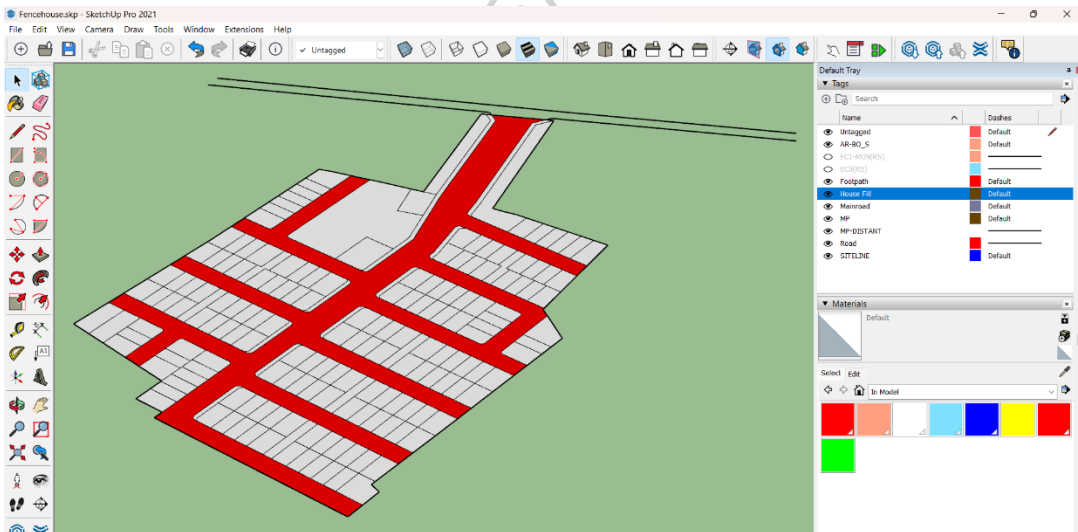 Fencehouse.skp - SketchUp Pro 2021
File Edit View Camera Draw Tools Window Extensions Help
Untagged
Default Tray
Tags
Search
Name Dashes
Untagged Default
AR-BO_S Default
EC1-MO9(RS)
EC5(RS)
Footpath Default
House Fill Default
Mainroad Default
MP Default
MP-DISTANT
Road
SITELINE Default
Materials
Default
Select Edit
In Model